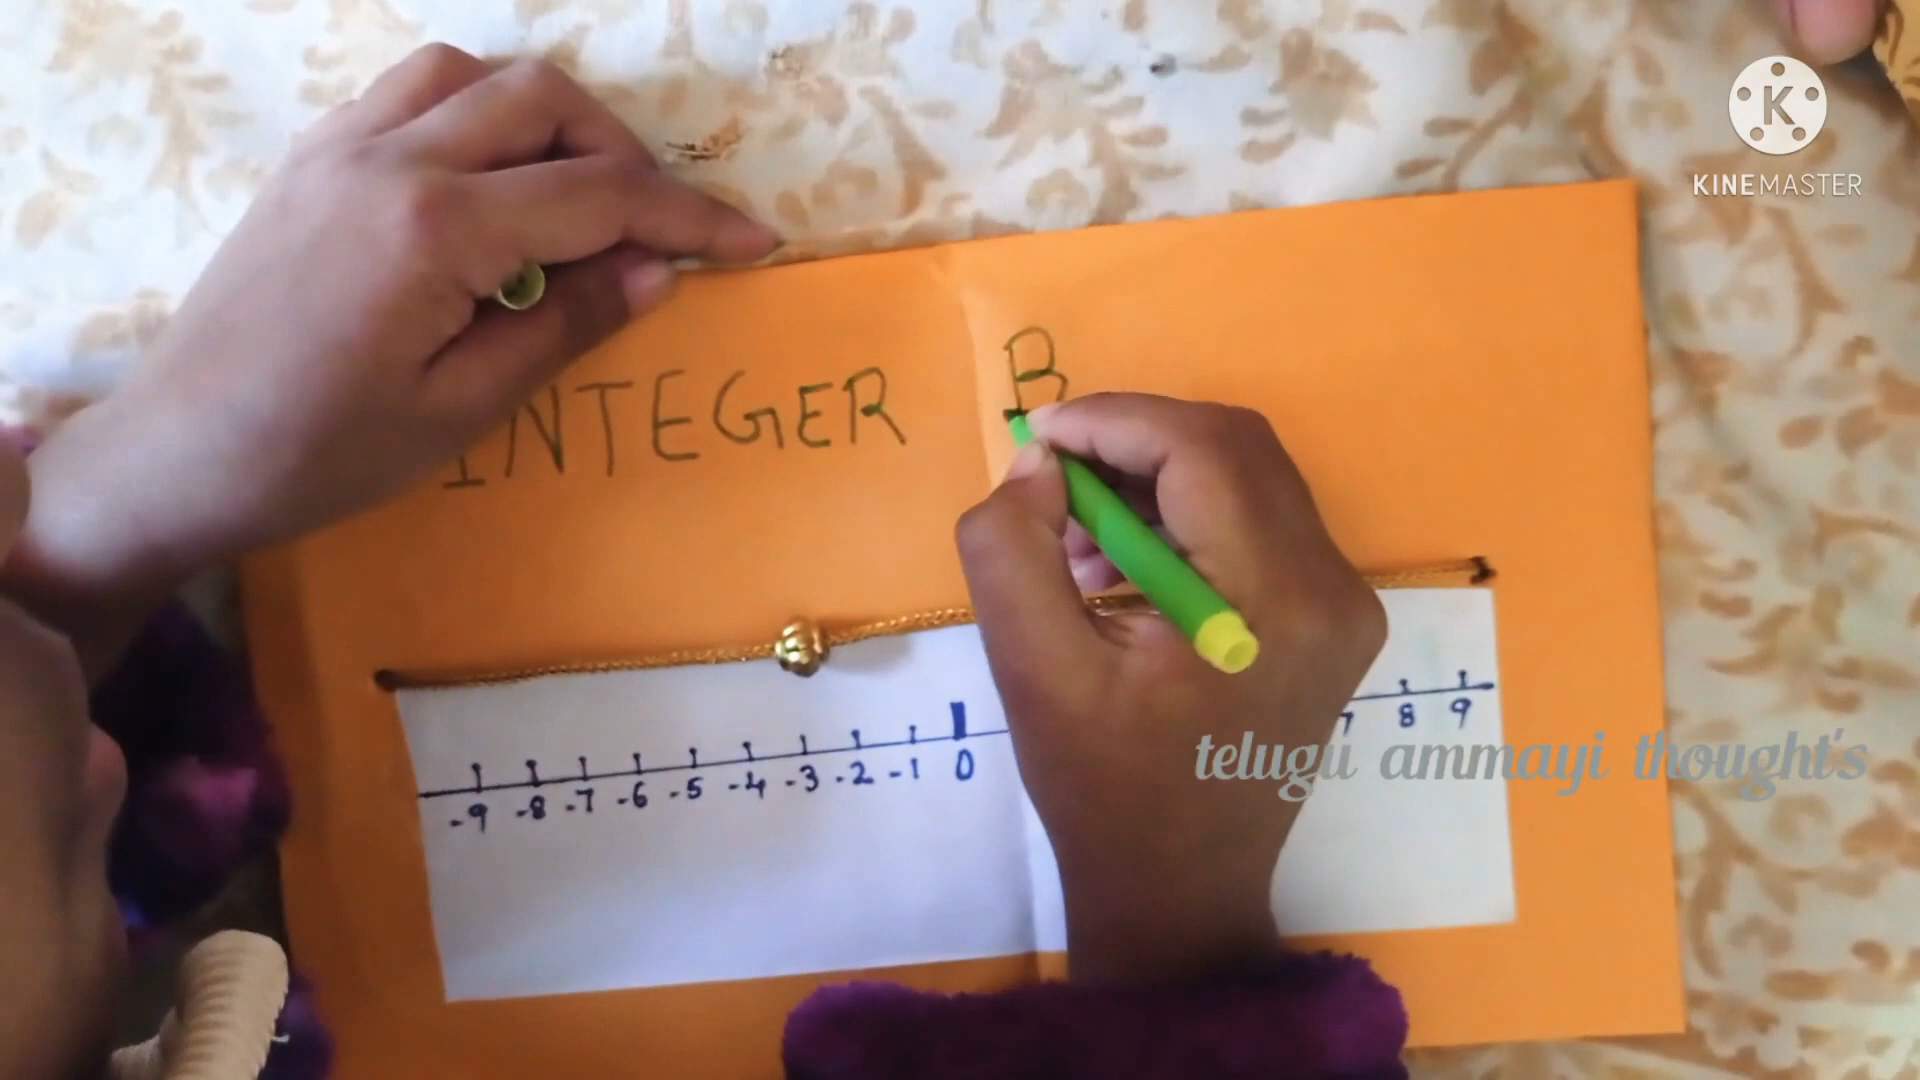 KINEMASTER
INTEGER B
-9 -8 -7 -6 -5 -4 -3 -2 -1 0 7 8 9
telugu ammayi thought's